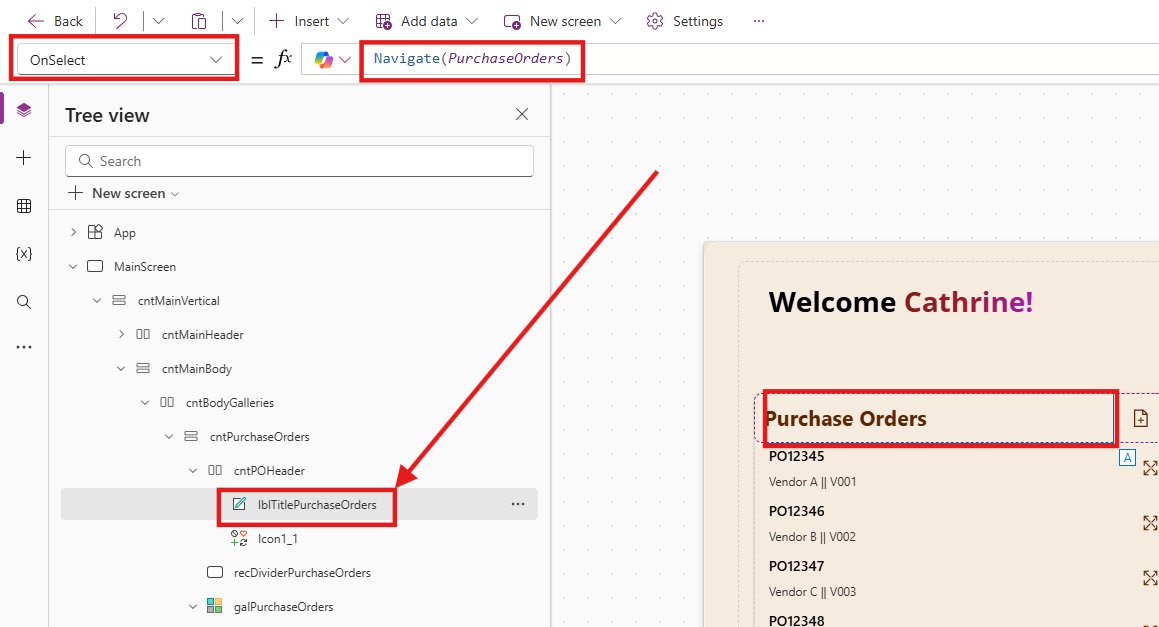 Back
Insert
Add data
New screen
Settings
...
OnSelect
= fx
Navigate(PurchaseOrders)
Tree view
Search
New screen
App
MainScreen
cntMainVertical
cntMainHeader
cntMainBody
cntBodyGalleries
cntPurchaseOrders
cntPOHeader
lblTitlePurchaseOrders
...
Icon1_1
recDividerPurchaseOrders
galPurchaseOrders
{x}
Welcome Cathrine!
Purchase Orders
A
PO12345
Vendor A || V001
PO12346
Vendor B || V002
PO12347
Vendor C || V003
PO12348